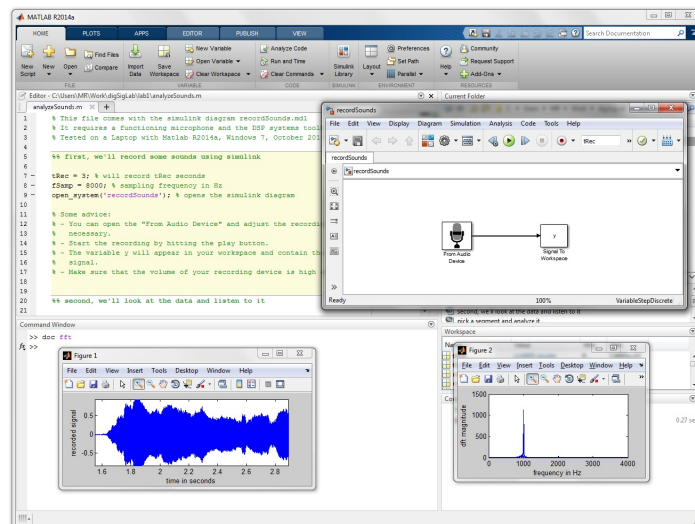 MATLAB R2014a
HOME PLOTS APPS EDITOR PUBLISH VIEW Search Documentation
New Script New Open Find Files Compare Import Data Save Workspace New Variable Open Variable Clear Workspace Analyze Code Run and Time Clear Commands Simulink Library Layout Preferences Set Path Parallel Help Community Request Support Add-Ons
FILE VARIABLE CODE SIMULINK ENVIRONMENT RESOURCES
Editor - C:\Users\MR\Work\digSigLab\lab1\analyzeSounds.m
Current Folder
analyzeSounds.m
1 % This file comes with the simulink diagram recordSounds.mdl
2 % It requires a functioning microphone and the DSP systems tool
3 % Tested on a Laptop with Matlab R2014a, Windows 7, October 201
4
5 %% first, we'll record some sounds using simulink
6
7 - tRec = 3; % will record tRec seconds
8 - fSamp = 8000; % sampling frequency in Hz
9 - open_system('recordSounds'); % opens the simulink diagram
10
11 % Some advice:
12 % - You can open the "From Audio Device" and adjust the recordi
13 % necessary.
14 % - Start the recording by hitting the play button.
15 % - The variable y will appear in your workspace and contain th
16 % signal.
17 % - Make sure that the volume of your recording device is high
18
19
20 %% second, we'll look at the data and listen to it
21
recordSounds
File Edit View Display Diagram Simulation Analysis Code Tools Help
tRec
recordSounds
recordSounds
From Audio Device
y
Signal To Workspace
Ready 100% VariableStepDiscrete
second, we'll look at the data and listen to it
pick a segment and analyze it
Workspace
Command Window
>> doc fft
fx >>
Figure 1
File Edit View Insert Tools Desktop Window Help
recorded signal
0.5
0
-0.5
1.6 1.8 2 2.2 2.4 2.6 2.8
time in seconds
Figure 2
File Edit View Insert Tools Desktop Window Help
dft magnitude
1500
1000
500
0
0 1000 2000 3000 4000
frequency in Hz
0.27 se